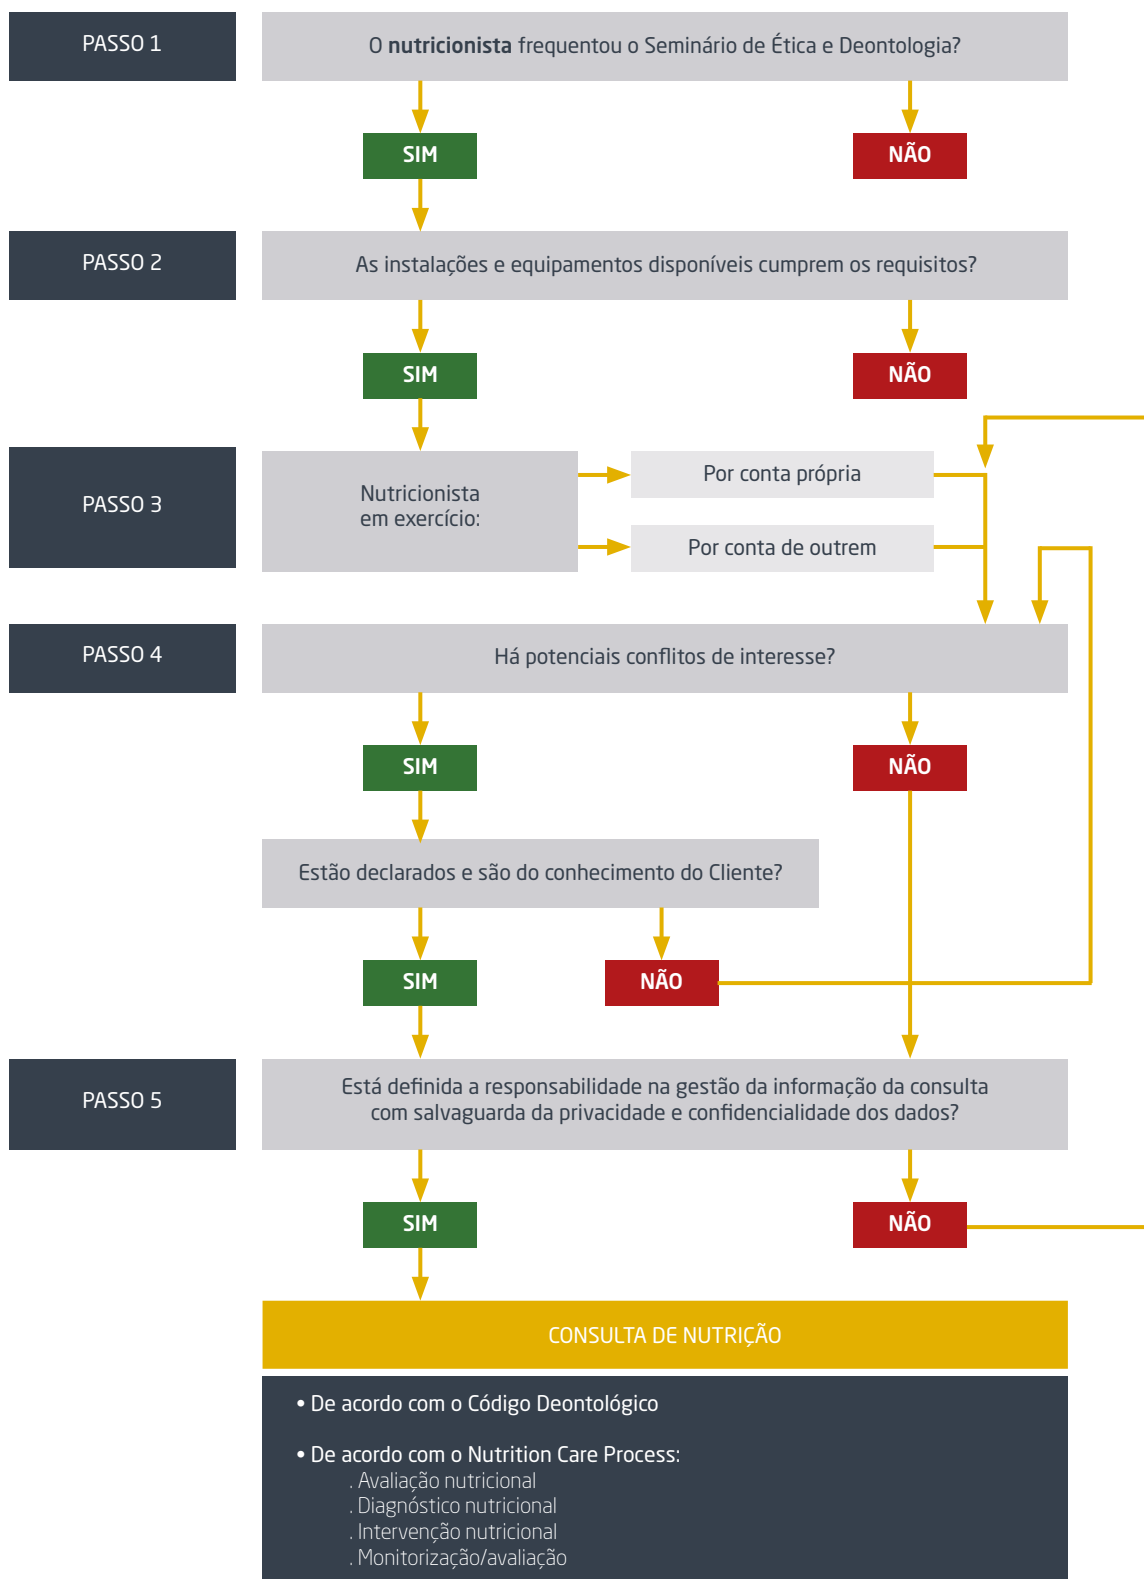 PASSO 1
O nutricionista frequentou o Seminário de Ética e Deontologia?
SIM
NÃO
PASSO 2
As instalações e equipamentos disponíveis cumprem os requisitos?
SIM
NÃO
PASSO 3
Nutricionista
em exercício:
Por conta própria
Por conta de outrem
PASSO 4
Há potenciais conflitos de interesse?
SIM
NÃO
Estão declarados e são do conhecimento do Cliente?
SIM
NÃO
PASSO 5
Está definida a responsabilidade na gestão da informação da consulta
com salvaguarda da privacidade e confidencialidade dos dados?
SIM
NÃO
CONSULTA DE NUTRIÇÃO
• De acordo com o Código Deontológico
• De acordo com o Nutrition Care Process:
. Avaliação nutricional
. Diagnóstico nutricional
. Intervenção nutricional
. Monitorização/avaliação